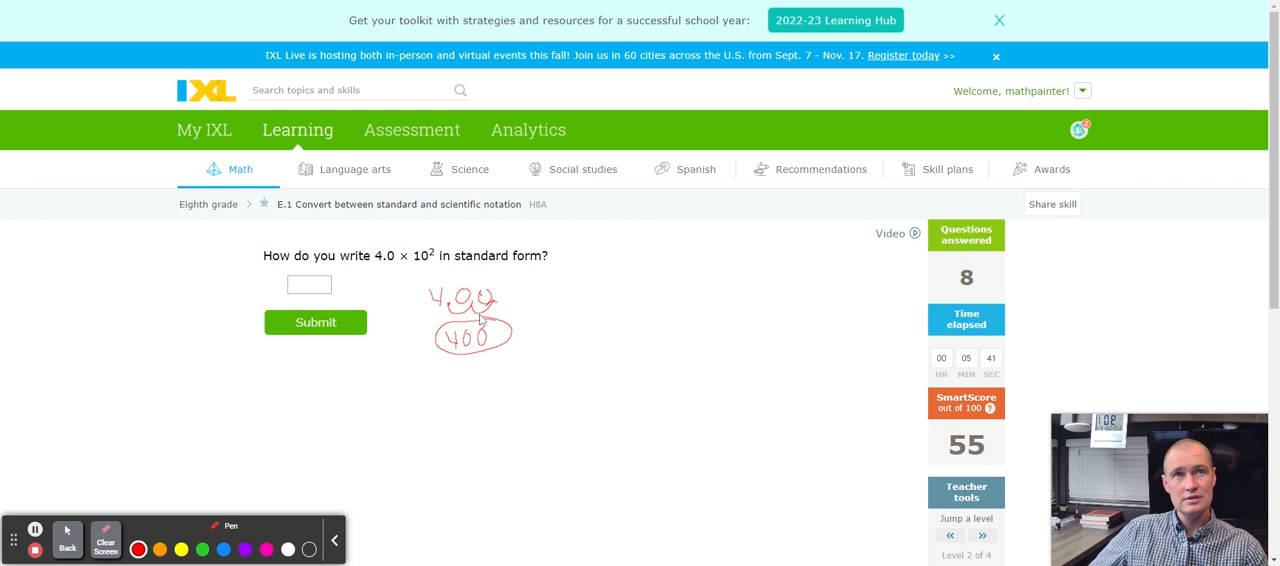 Get your toolkit with strategies and resources for a successful school year: 2022-23 Learning Hub
IXL Live is hosting both in-person and virtual events this fall! Join us in 60 cities across the U.S. from Sept. 7 - Nov. 17. Register today >>
IXL Search topics and skills Welcome, mathpainter!
My IXL Learning Assessment Analytics 2
Math Language arts Science Social studies Spanish Recommendations Skill plans Awards
Eighth grade > E.1 Convert between standard and scientific notation H8A Share skill
Video
Questions answered
8
How do you write 4.0 × 10² in standard form?
Submit
4.00
400
Time elapsed
00 05 41
HR MIN SEC
SmartScore
out of 100 ?
55
Teacher tools
Jump a level
<< >>
Level 2 of 4
Back
Clear Screen
Pen
1:08